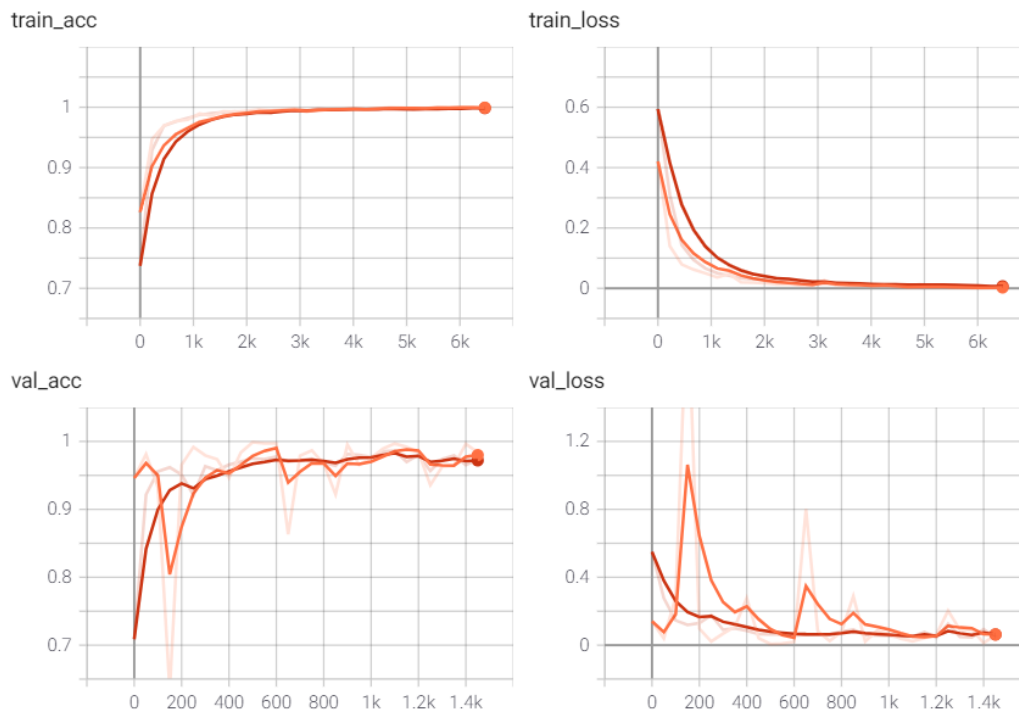 train_acc
train_loss
1
0.9
0.8
0.7
0 1k 2k 3k 4k 5k 6k
0.6
0.4
0.2
0
0 1k 2k 3k 4k 5k 6k
val_acc
val_loss
1
0.9
0.8
0.7
0 200 400 600 800 1k 1.2k 1.4k
1.2
0.8
0.4
0
0 200 400 600 800 1k 1.2k 1.4k